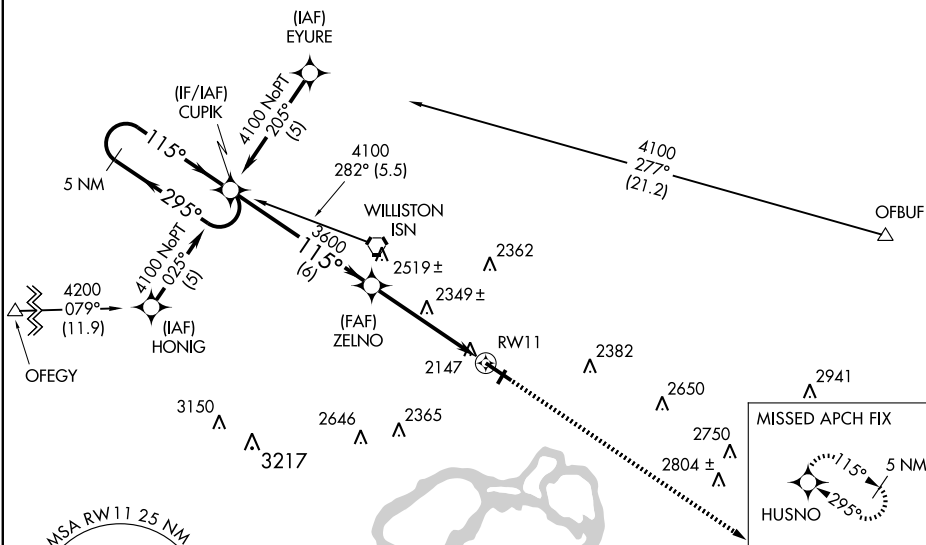 (IAF)
EYURE
(IF/IAF)
CUPIK
4100 NoPT
205°
(5)
115°
5 NM
295°
4100
282° (5.5)
4100
277°
(21.2)
OFBUF
WILLISTON
ISN
3600
115°
(6)
2519 ±
2362
2349 ±
4100 NoPT
025°
(5)
4200
079°
(11.9)
OFEGY
(IAF)
HONIG
(FAF)
ZELNO
2147
RW11
2382
2650
2941
3150
3217
2646
2365
2750
2804 ±
MISSED APCH FIX
115°
5 NM
295°
HUSNO
MSA RW11 25 NM